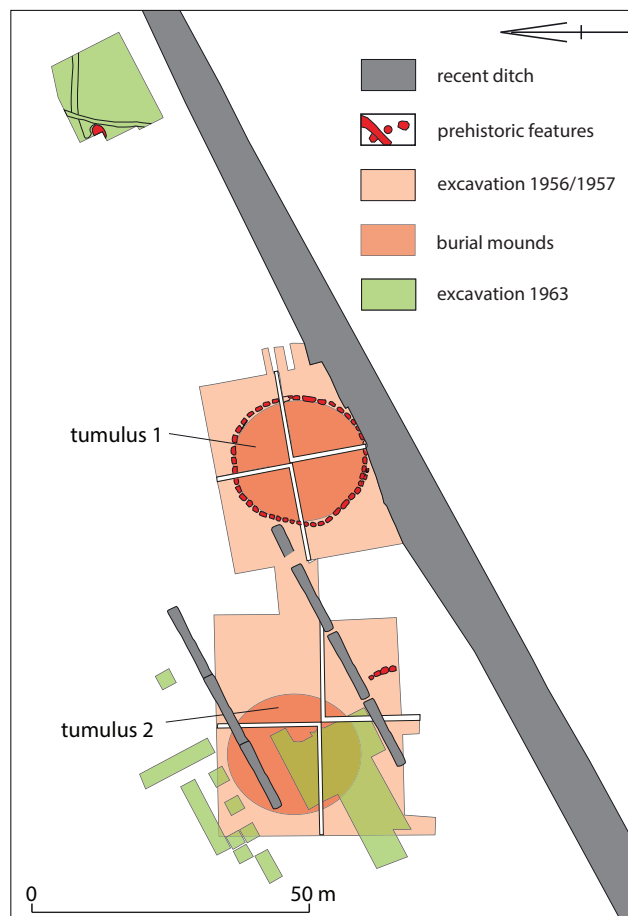 recent ditch
prehistoric features
excavation 1956/1957
burial mounds
excavation 1963
tumulus 1
tumulus 2
0 50 m